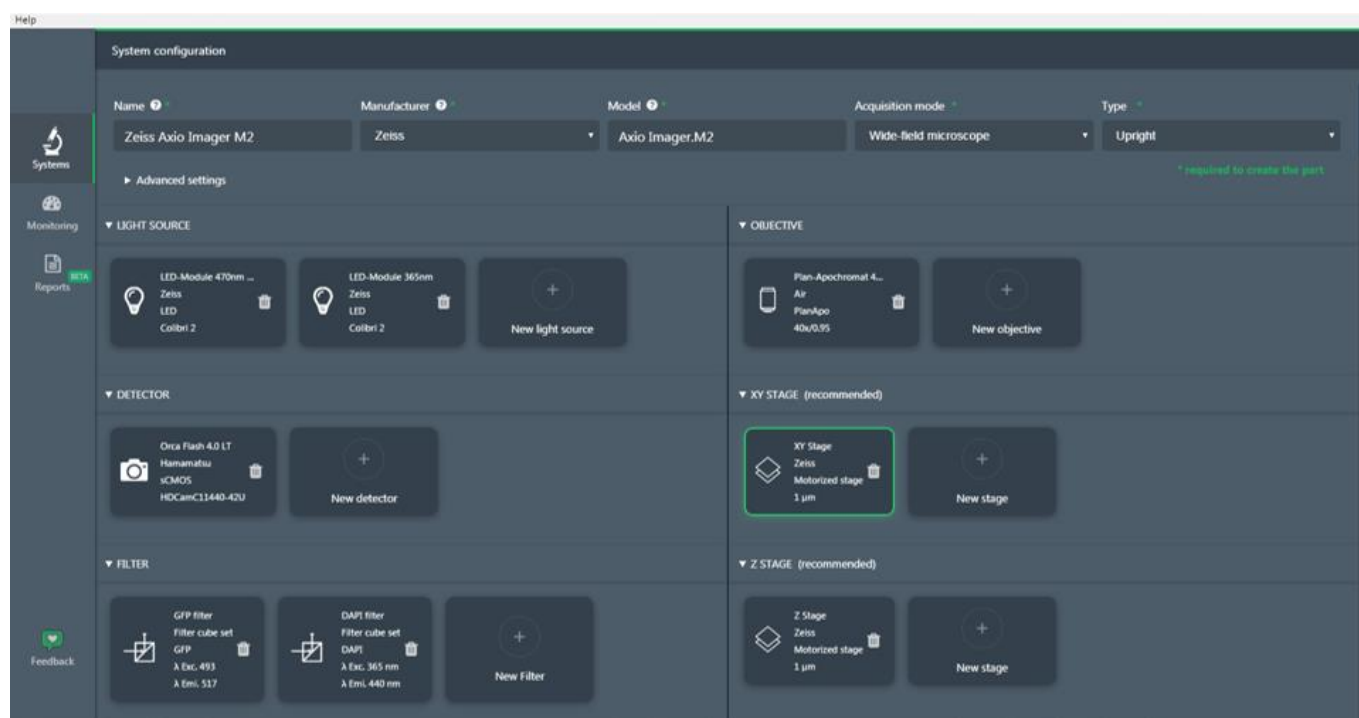 Help
System configuration
Name ? * Manufacturer ? * Model ? * Acquisition mode * Type *
Zeiss Axio Imager M2 Zeiss Axio Imager.M2 Wide-field microscope Upright
* required to create the part
Systems
▶ Advanced settings
Monitoring
BETA
Reports
Feedback
▼ LIGHT SOURCE
LED-Module 470nm ...
Zeiss
LED
Colibri 2
LED-Module 365nm
Zeiss
LED
Colibri 2
New light source
▼ OBJECTIVE
Plan-Apochromat 4...
Air
PlanApo
40x/0.95
New objective
▼ DETECTOR
Orca Flash 4.0 LT
Hamamatsu
sCMOS
HDCamC11440-42U
New detector
▼ XY STAGE (recommended)
XY Stage
Zeiss
Motorized stage
1 μm
New stage
▼ FILTER
GFP filter
Filter cube set
GFP
λ Exc. 493
λ Emi. 517
DAPI filter
Filter cube set
DAPI
λ Exc. 365 nm
λ Emi. 440 nm
New Filter
▼ Z STAGE (recommended)
Z Stage
Zeiss
Motorized stage
1 μm
New stage